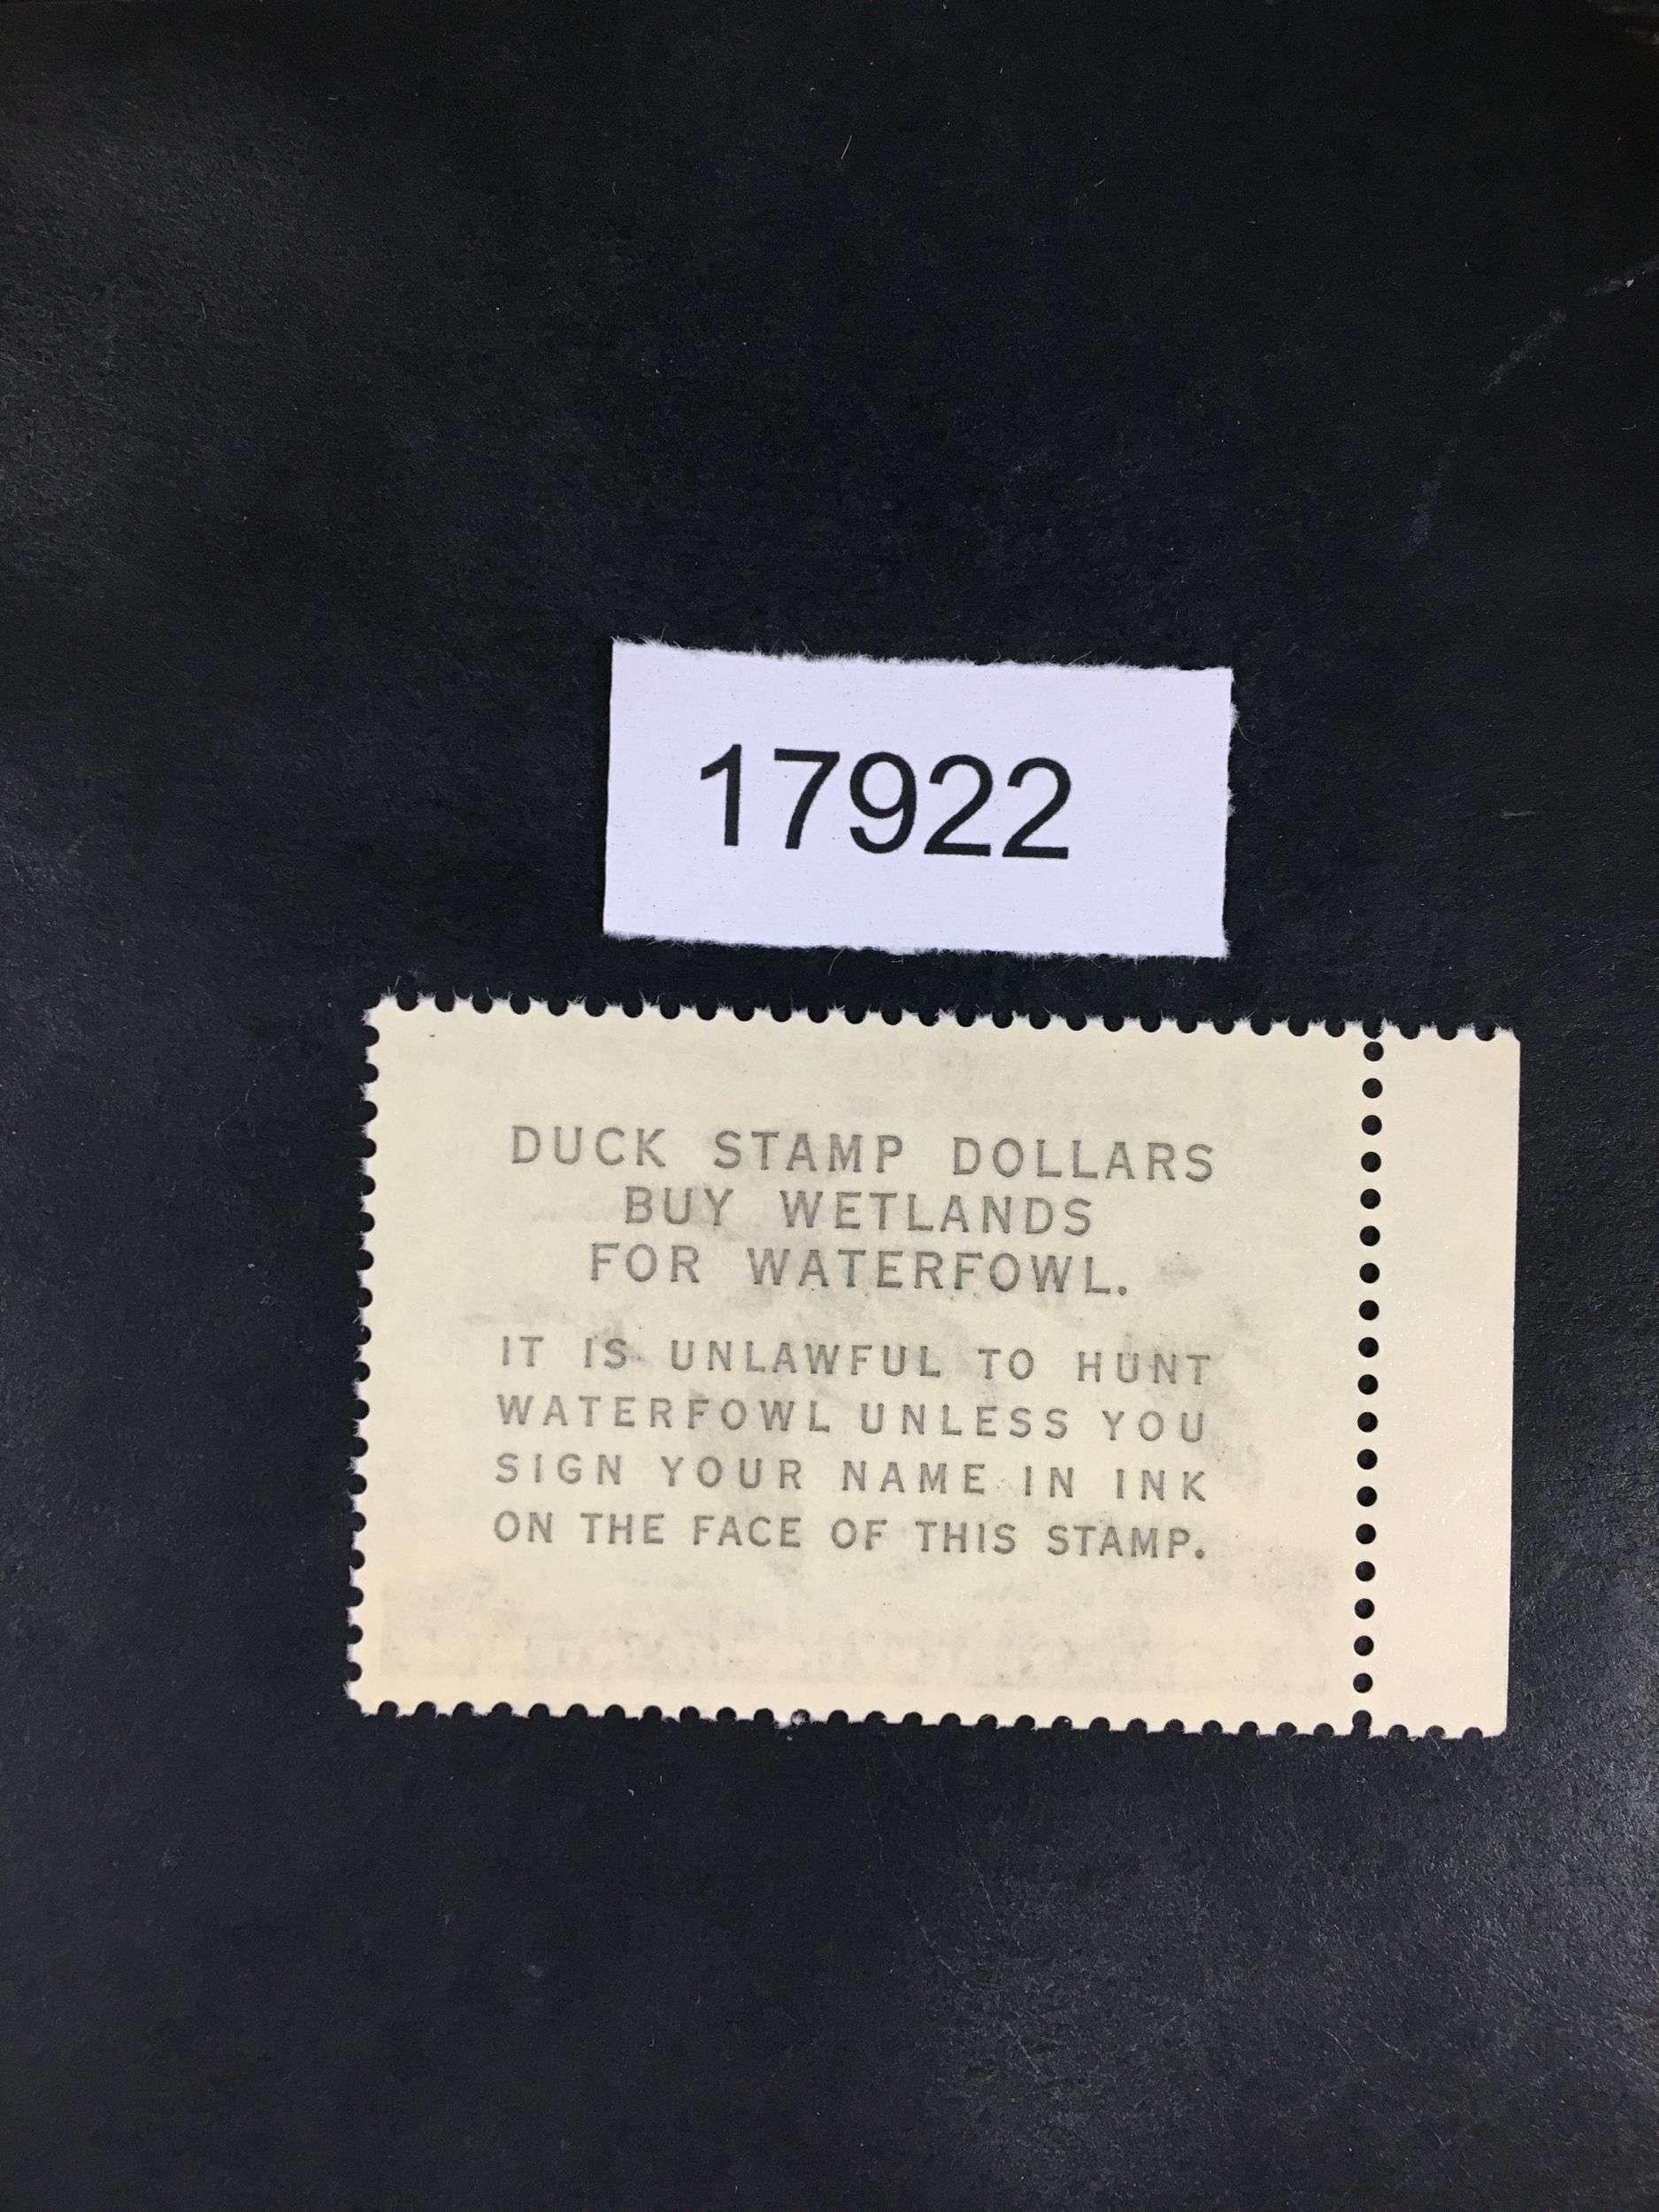 17922
DUCK STAMP DOLLARS
BUY WETLANDS
FOR WATERFOWL.
IT IS UNLAWFUL TO HUNT
WATERFOWL UNLESS YOU
SIGN YOUR NAME IN INK
ON THE FACE OF THIS STAMP.